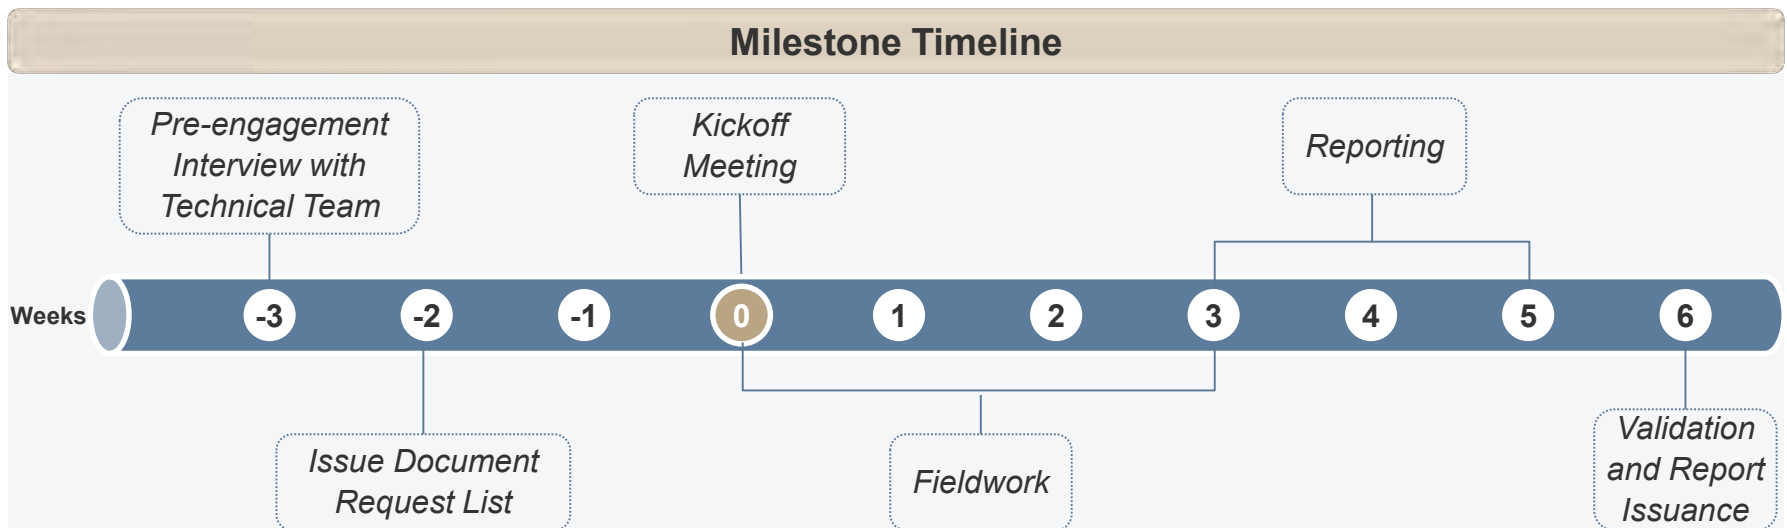 Milestone Timeline
Pre-engagement
Interview with
Technical Team
Kickoff
Meeting
Reporting
Weeks
-3
-2
-1
0
1
2
3
4
5
6
Issue Document
Request List
Fieldwork
Validation
and Report
Issuance